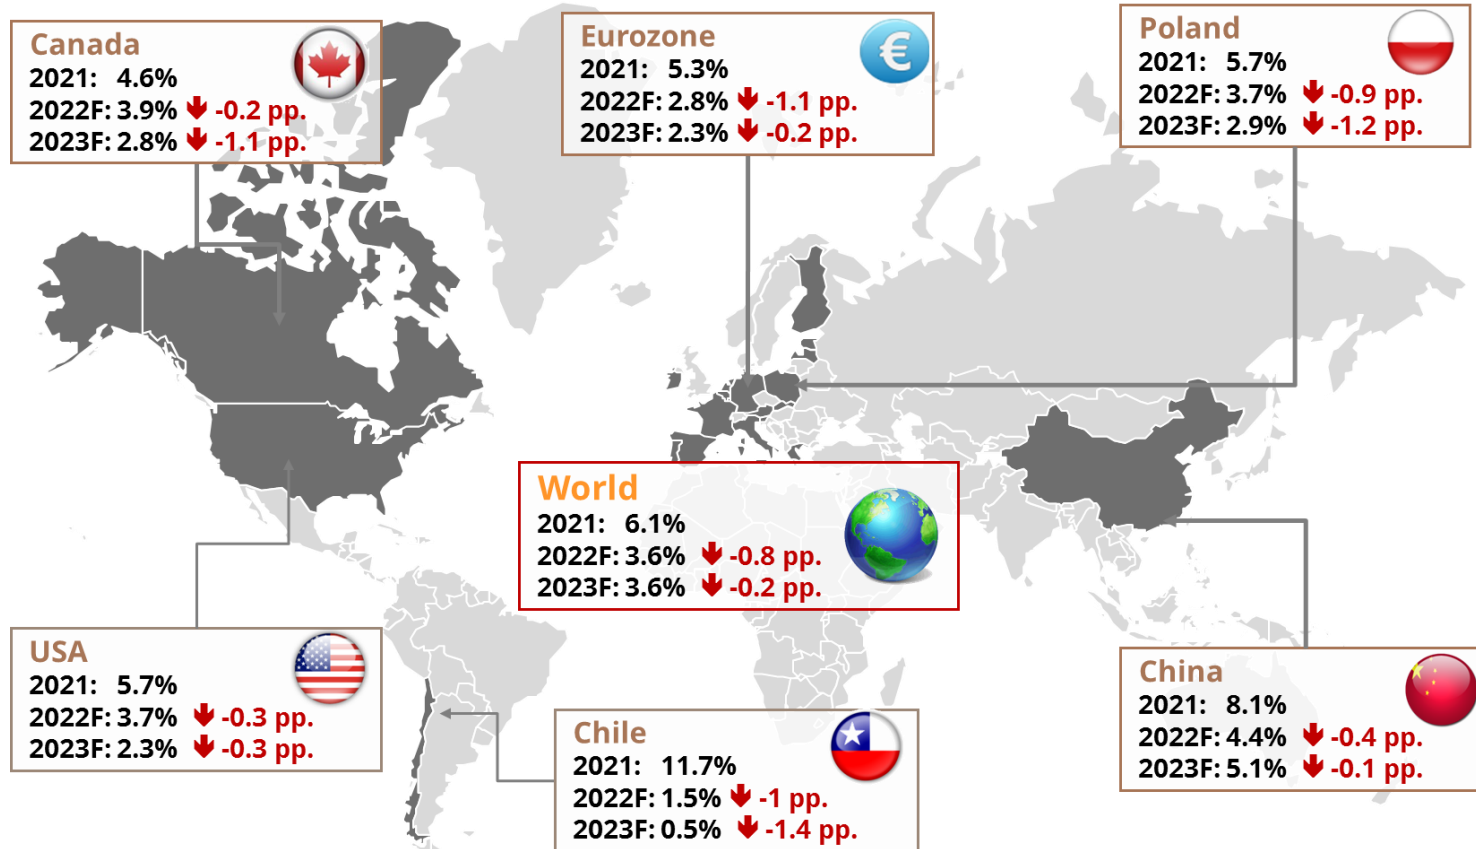 Canada
2021: 4.6%
2022F: 3.9% -0.2 pp.
2023F: 2.8% -1.1 pp.
Eurozone
€
2021: 5.3%
2022F: 2.8% -1.1 pp.
2023F: 2.3% -0.2 pp.
Poland
2021: 5.7%
2022F: 3.7% -0.9 pp.
2023F: 2.9% -1.2 pp.
World
2021: 6.1%
2022F: 3.6% -0.8 pp.
2023F: 3.6% -0.2 pp.
USA
2021: 5.7%
2022F: 3.7% -0.3 pp.
2023F: 2.3% -0.3 pp.
Chile
2021: 11.7%
2022F: 1.5% -1 pp.
2023F: 0.5% -1.4 pp.
China
2021: 8.1%
2022F: 4.4% -0.4 pp.
2023F: 5.1% -0.1 pp.